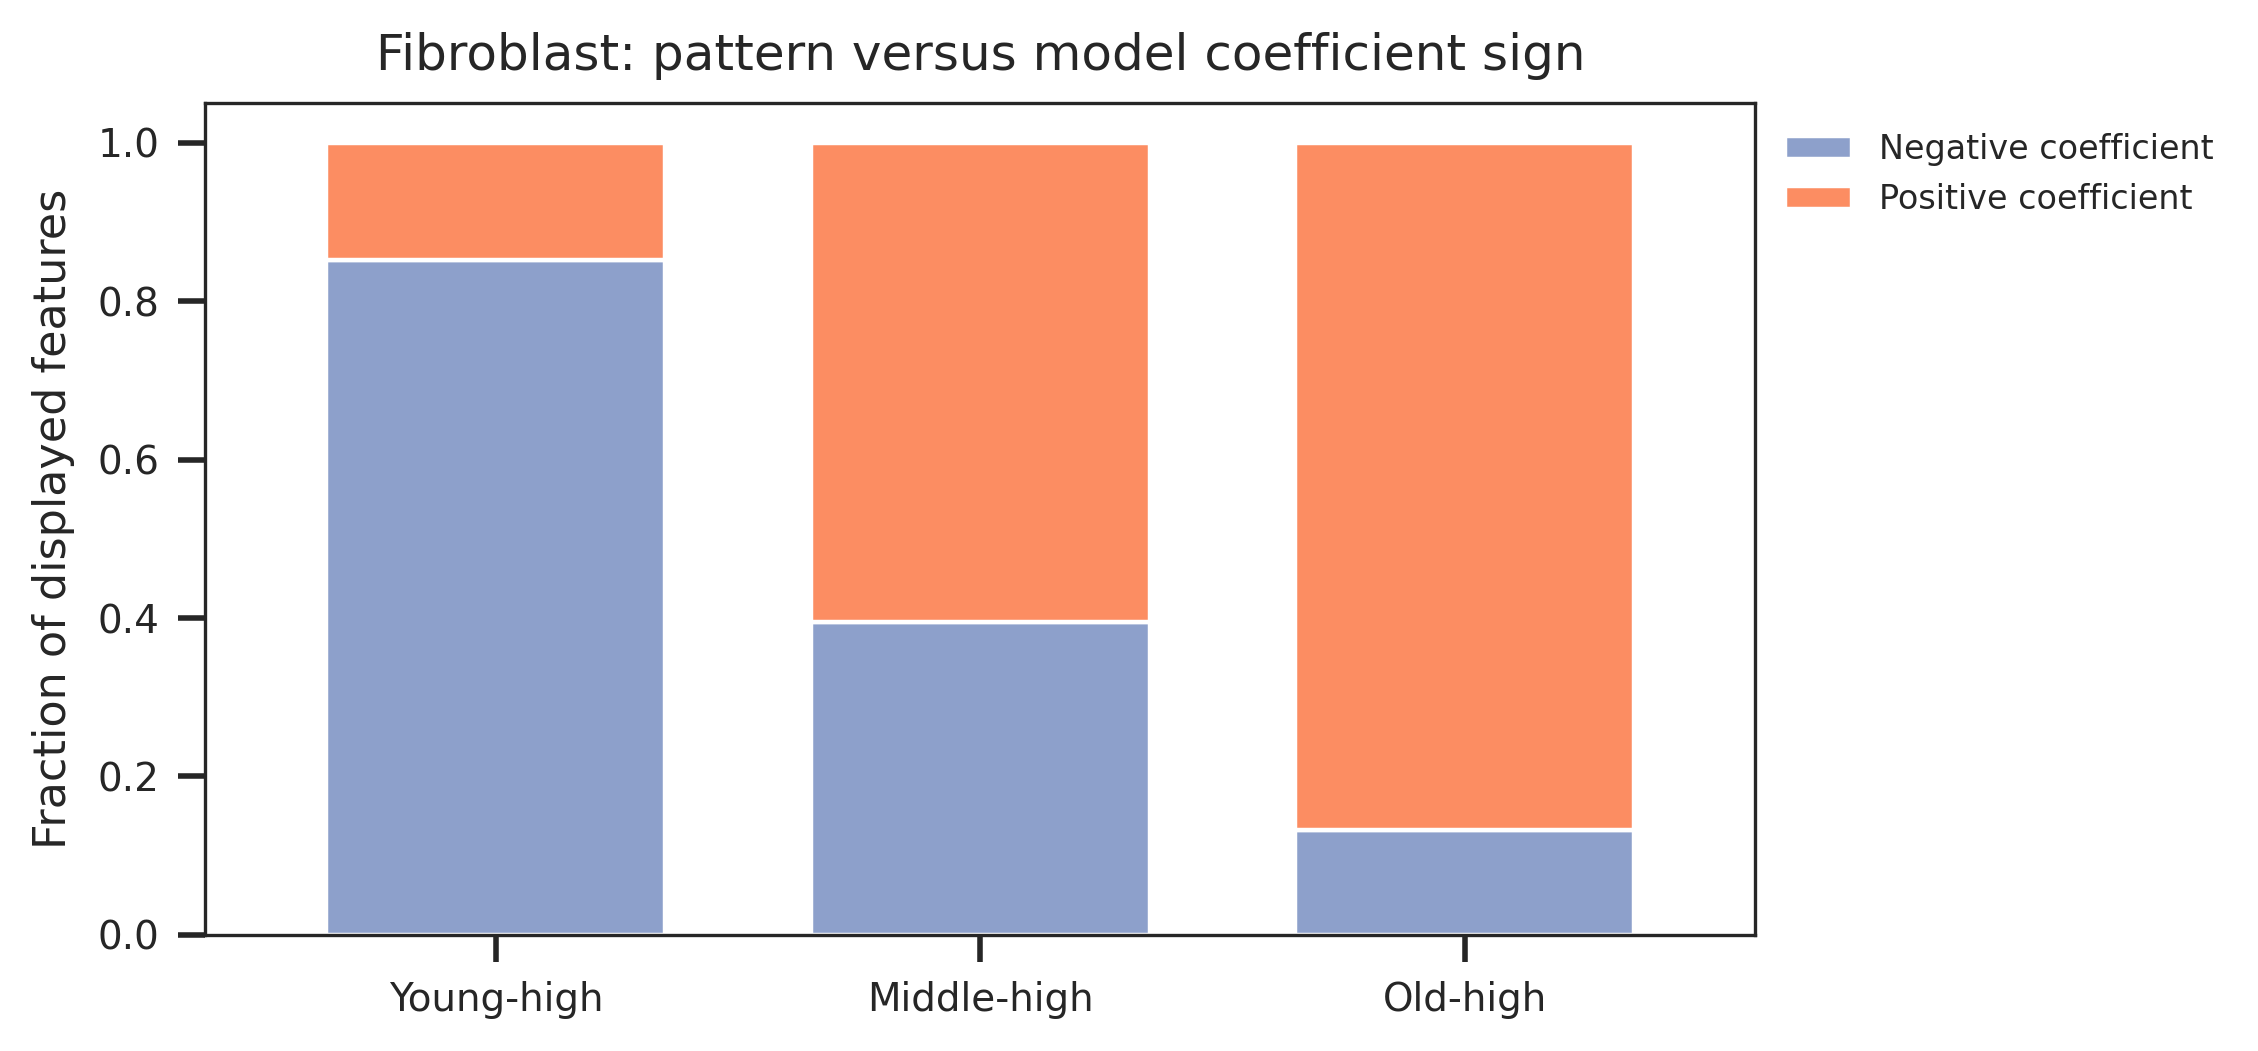 Fibroblast: pattern versus model coefficient sign
Fraction of displayed features
1.0
0.8
0.6
0.4
0.2
0.0
Young-high
Middle-high
Old-high
Negative coefficient
Positive coefficient